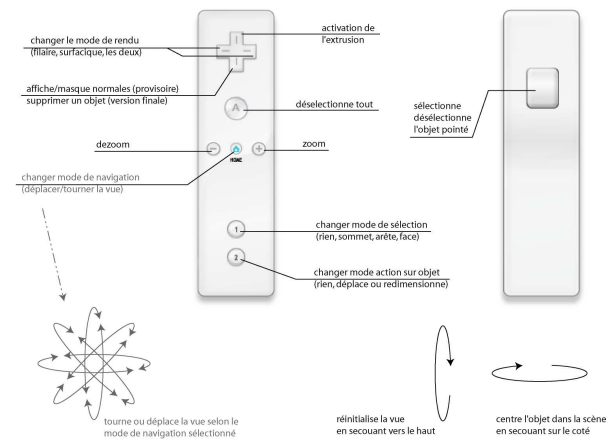 activation de
l'extrusion
changer le mode de rendu
(filaire, surfacique, les deux)
affiche/masque normales (provisoire)
supprimer un objet (version finale)
A
déselectionne tout
sélectionne
désélectionne
l'objet pointé
dezoom
zoom
HOME
changer mode de navigation
(déplacer/tourner la vue)
1
changer mode de sélection
(rien, sommet, arête, face)
2
changer mode action sur objet
(rien, déplace ou redimensionne)
tourne ou déplace la vue selon le
mode de navigation sélectionné
réinitialise la vue
en secouant vers le haut
centre l'objet dans la scène
en secouant sur le coté